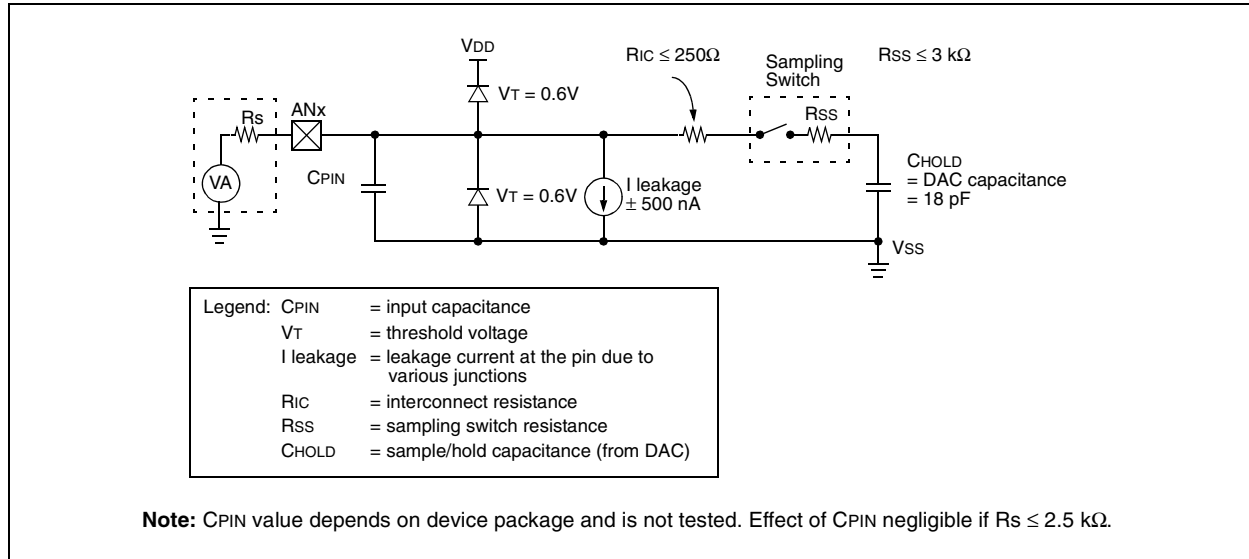 VDD
RIC ≤ 250Ω
Sampling
Switch
RSS ≤ 3 kΩ
VT = 0.6V
Rs
ANx
RSS
VA
CPIN
VT = 0.6V
I leakage
± 500 nA
CHOLD
= DAC capacitance
= 18 pF
VSS
Legend: CPIN = input capacitance
VT = threshold voltage
I leakage = leakage current at the pin due to
various junctions
RIC = interconnect resistance
RSS = sampling switch resistance
CHOLD = sample/hold capacitance (from DAC)
Note: CPIN value depends on device package and is not tested. Effect of CPIN negligible if Rs ≤ 2.5 kΩ.